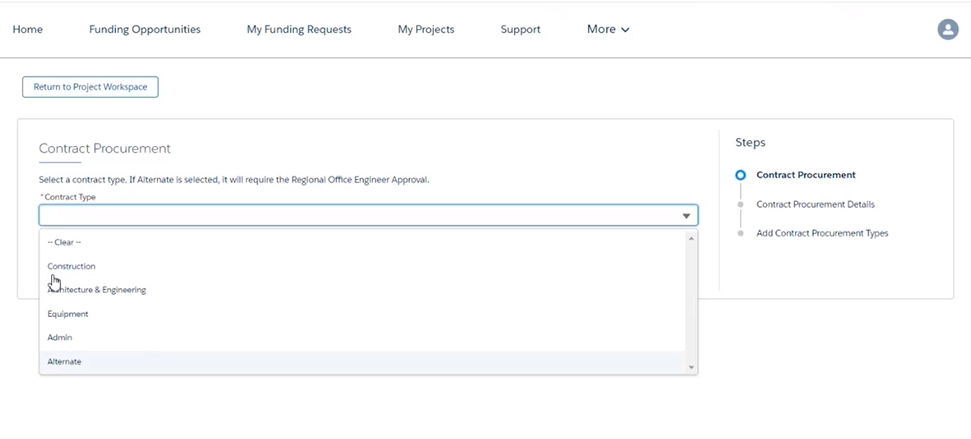 Home Funding Opportunities My Funding Requests My Projects Support More
Return to Project Workspace
Contract Procurement
Select a contract type. If Alternate is selected, it will require the Regional Office Engineer Approval.
*Contract Type
-- Clear --
Construction
Architecture & Engineering
Equipment
Admin
Alternate
Steps
Contract Procurement
Contract Procurement Details
Add Contract Procurement Types